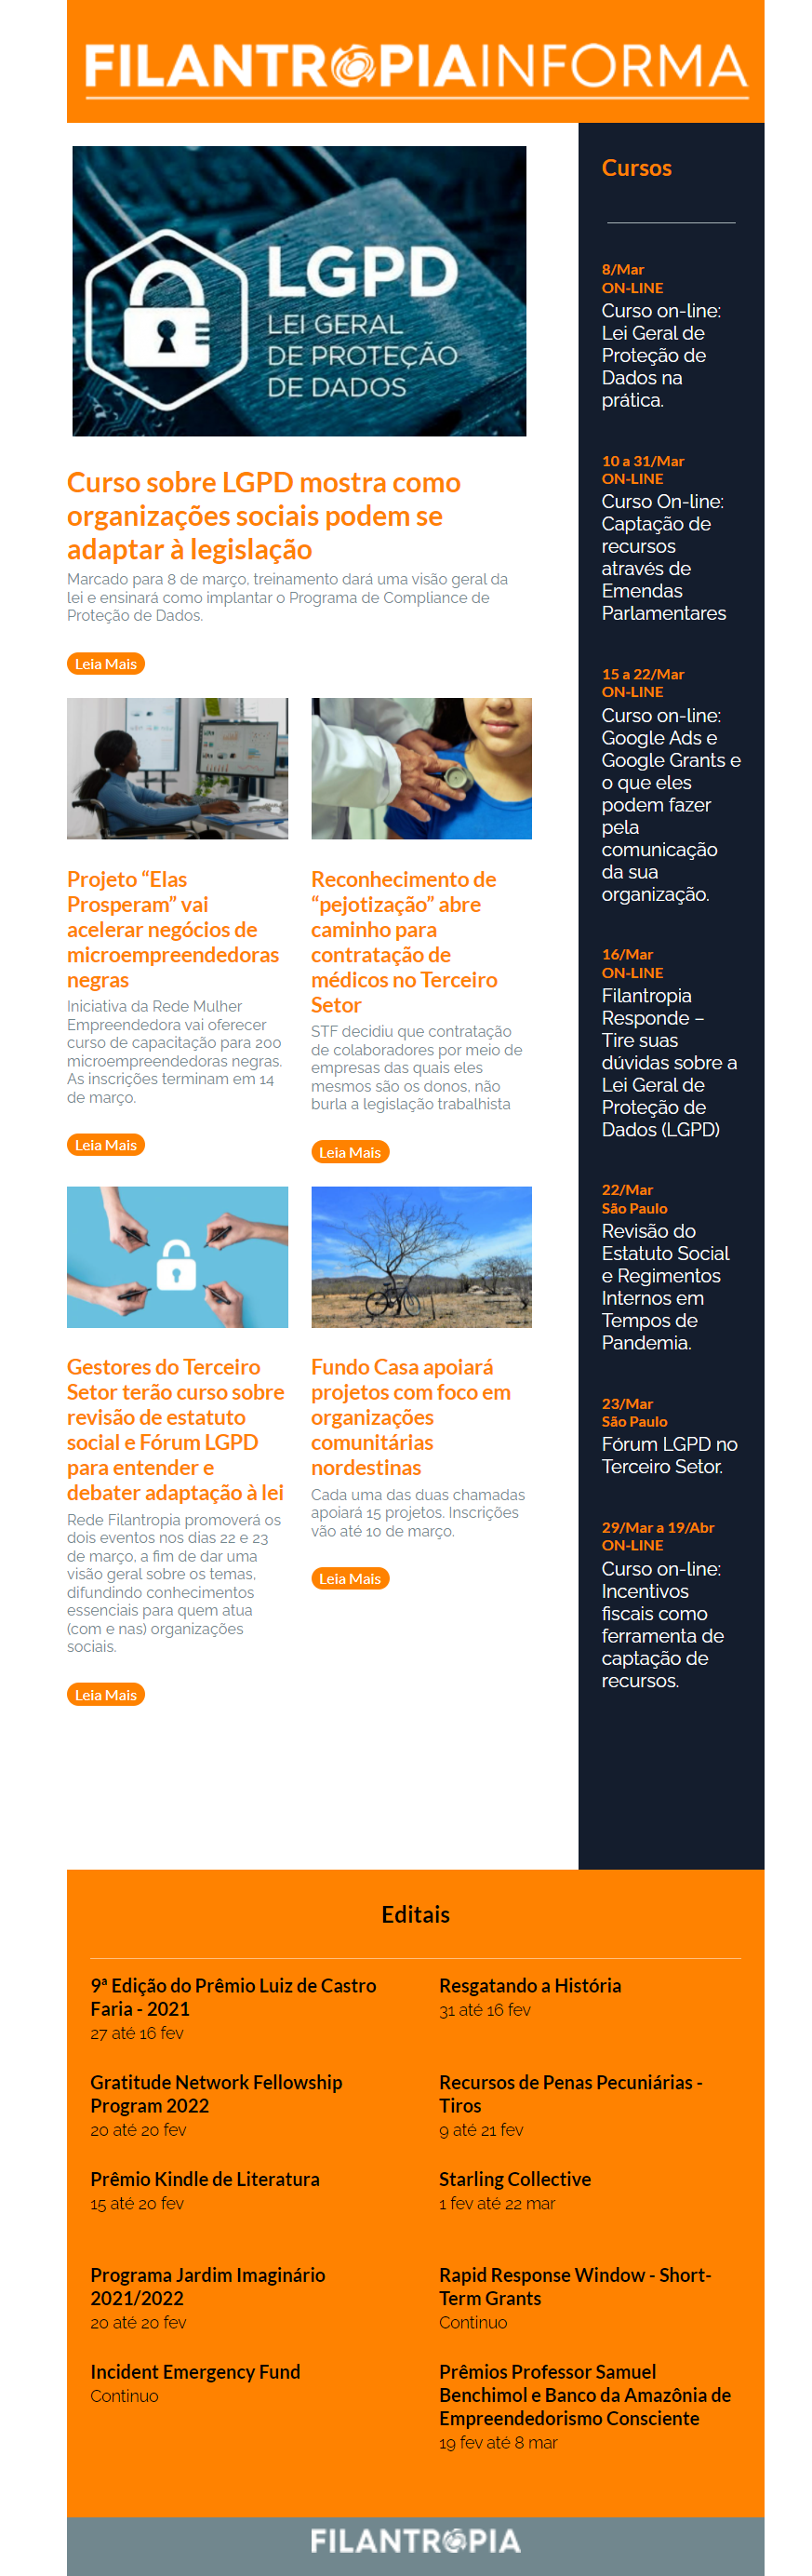 FILANTROPIAINFORMA
LGPD
LEI GERAL
DE PROTEÇÃO
DE DADOS
Curso sobre LGPD mostra como
organizações sociais podem se
adaptar à legislação
Marcado para 8 de março, treinamento dará uma visão geral da
lei e ensinará como implantar o Programa de Compliance de
Proteção de Dados.
Leia Mais
Projeto “Elas
Prosperam” vai
acelerar negócios de
microempreendedoras
negras
Iniciativa da Rede Mulher
Empreendedora vai oferecer
curso de capacitação para 200
microempreendedoras negras.
As inscrições terminam em 14
de março.
Leia Mais
Reconhecimento de
“pejotização” abre
caminho para
contratação de
médicos no Terceiro
Setor
STF decidiu que contratação
de colaboradores por meio de
empresas das quais eles
mesmos são os donos, não
burla a legislação trabalhista
Leia Mais
Gestores do Terceiro
Setor terão curso sobre
revisão de estatuto
social e Fórum LGPD
para entender e
debater adaptação à lei
Rede Filantropia promoverá os
dois eventos nos dias 22 e 23
de março, a fim de dar uma
visão geral sobre os temas,
difundindo conhecimentos
essenciais para quem atua
(com e nas) organizações
sociais.
Leia Mais
Fundo Casa apoiará
projetos com foco em
organizações
comunitárias
nordestinas
Cada uma das duas chamadas
apoiará 15 projetos. Inscrições
vão até 10 de março.
Leia Mais
Cursos
8/Mar
ON-LINE
Curso on-line:
Lei Geral de
Proteção de
Dados na
prática.
10 a 31/Mar
ON-LINE
Curso On-line:
Captação de
recursos
através de
Emendas
Parlamentares
15 a 22/Mar
ON-LINE
Curso on-line:
Google Ads e
Google Grants e
o que eles
podem fazer
pela
comunicação
da sua
organização.
16/Mar
ON-LINE
Filantropia
Responde –
Tire suas
dúvidas sobre a
Lei Geral de
Proteção de
Dados (LGPD)
22/Mar
São Paulo
Revisão do
Estatuto Social
e Regimentos
Internos em
Tempos de
Pandemia.
23/Mar
São Paulo
Fórum LGPD no
Terceiro Setor.
29/Mar a 19/Abr
ON-LINE
Curso on-line:
Incentivos
fiscais como
ferramenta de
captação de
recursos.
Editais
9ª Edição do Prêmio Luiz de Castro
Faria - 2021
27 até 16 fev
Resgatando a História
31 até 16 fev
Gratitude Network Fellowship
Program 2022
20 até 20 fev
Recursos de Penas Pecuniárias -
Tiros
9 até 21 fev
Prêmio Kindle de Literatura
15 até 20 fev
Starling Collective
1 fev até 22 mar
Programa Jardim Imaginário
2021/2022
20 até 20 fev
Rapid Response Window - Short-
Term Grants
Continuo
Incident Emergency Fund
Continuo
Prêmios Professor Samuel
Benchimol e Banco da Amazônia de
Empreendedorismo Consciente
19 fev até 8 mar
FILANTROPIA